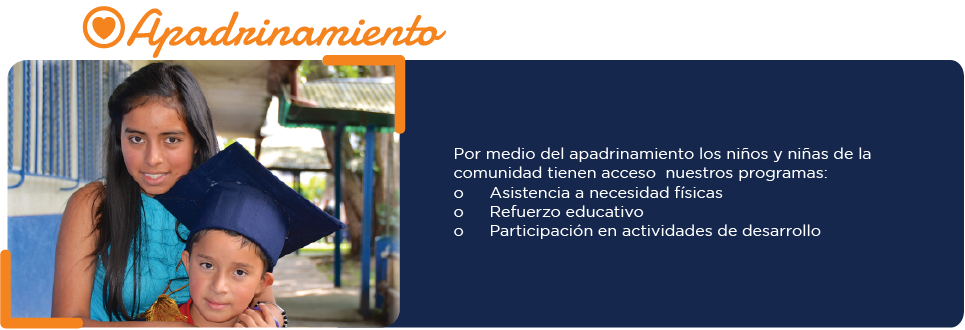 Apadrinamiento
Por medio del apadrinamiento los niños y niñas de la
comunidad tienen acceso  nuestros programas:
o Asistencia a necesidad físicas
o Refuerzo educativo
o Participación en actividades de desarrollo